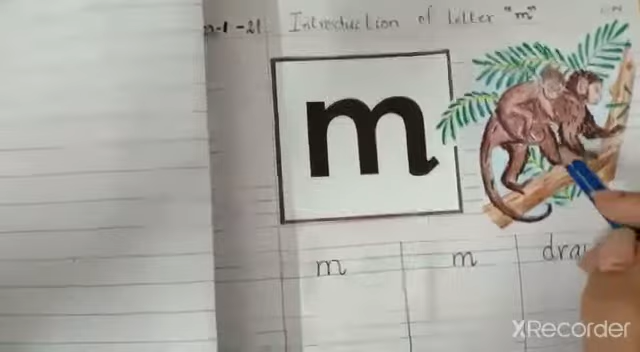 -1-21 Introduction of letter "m"
m
m m dra
XRecorder